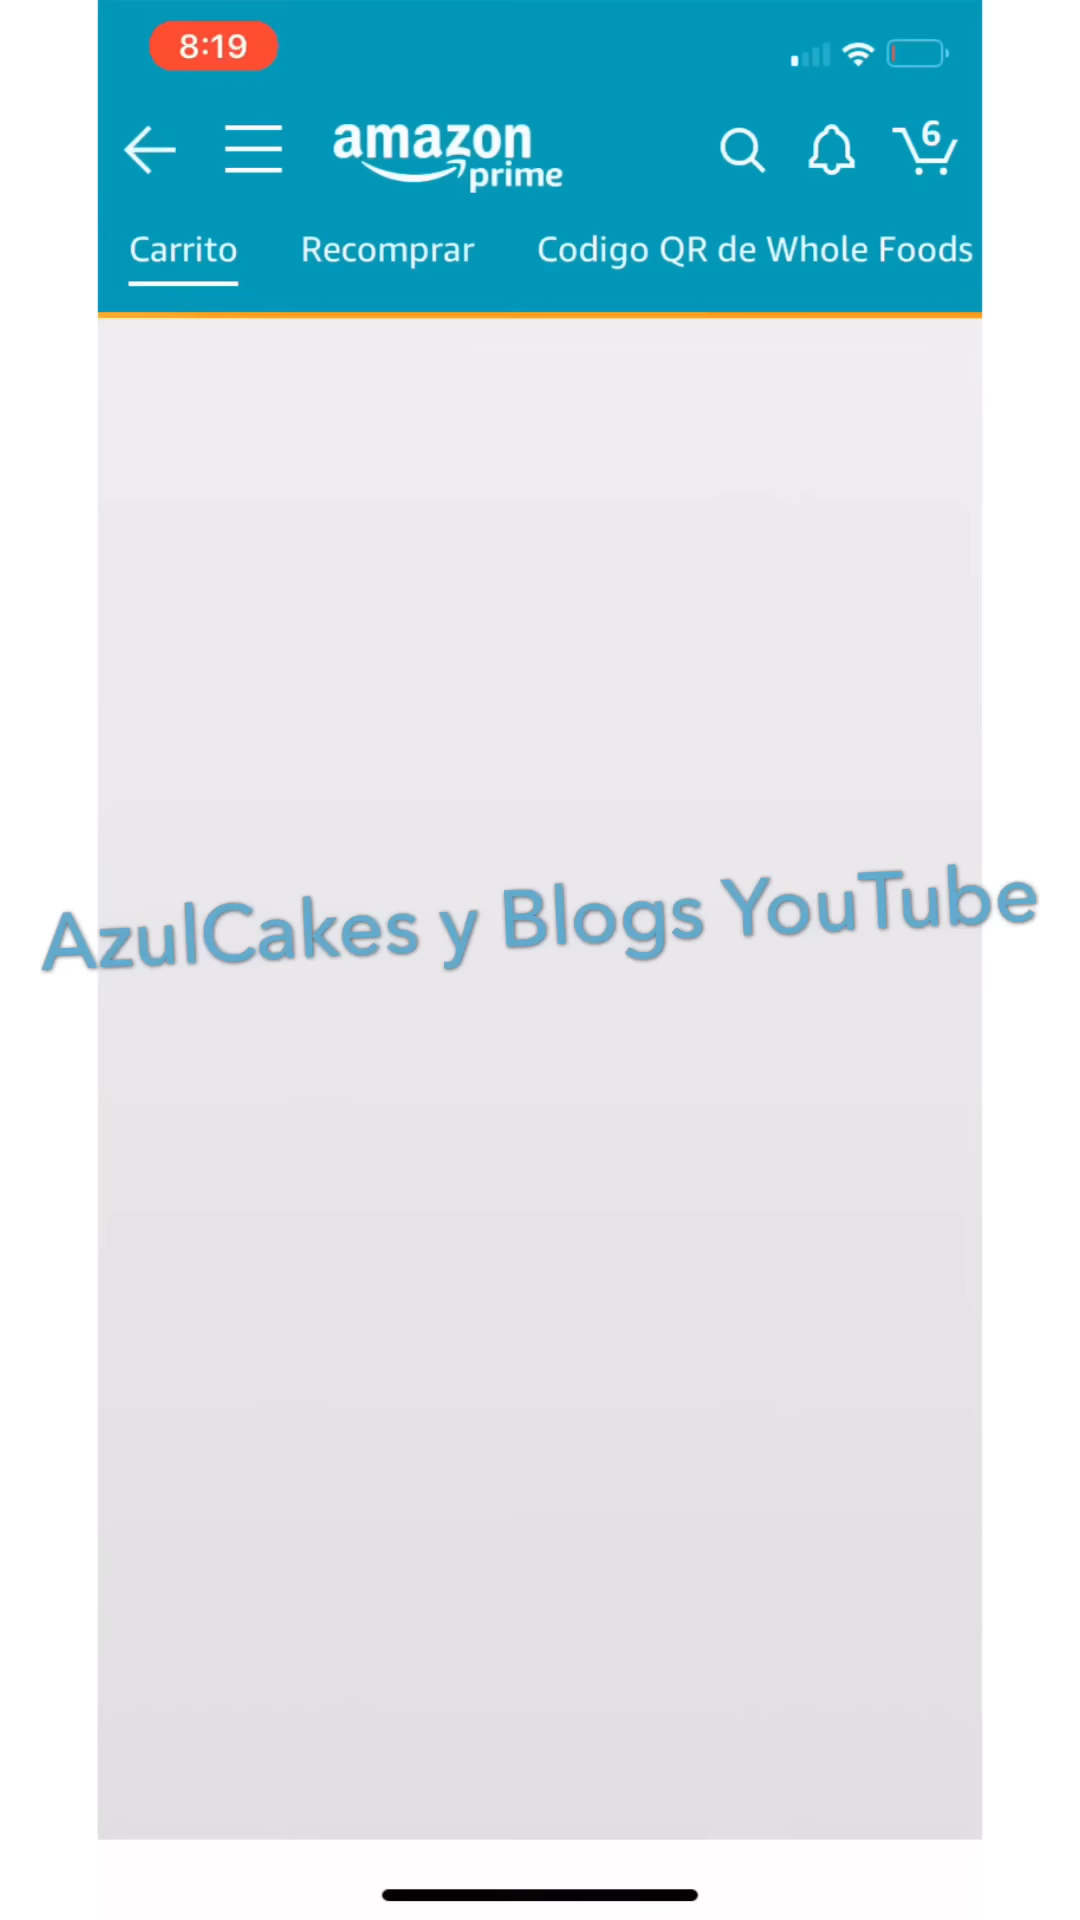 8:19
amazon
prime
6
Carrito Recomprar Codigo QR de Whole Foods
AzulCakes y Blogs YouTube